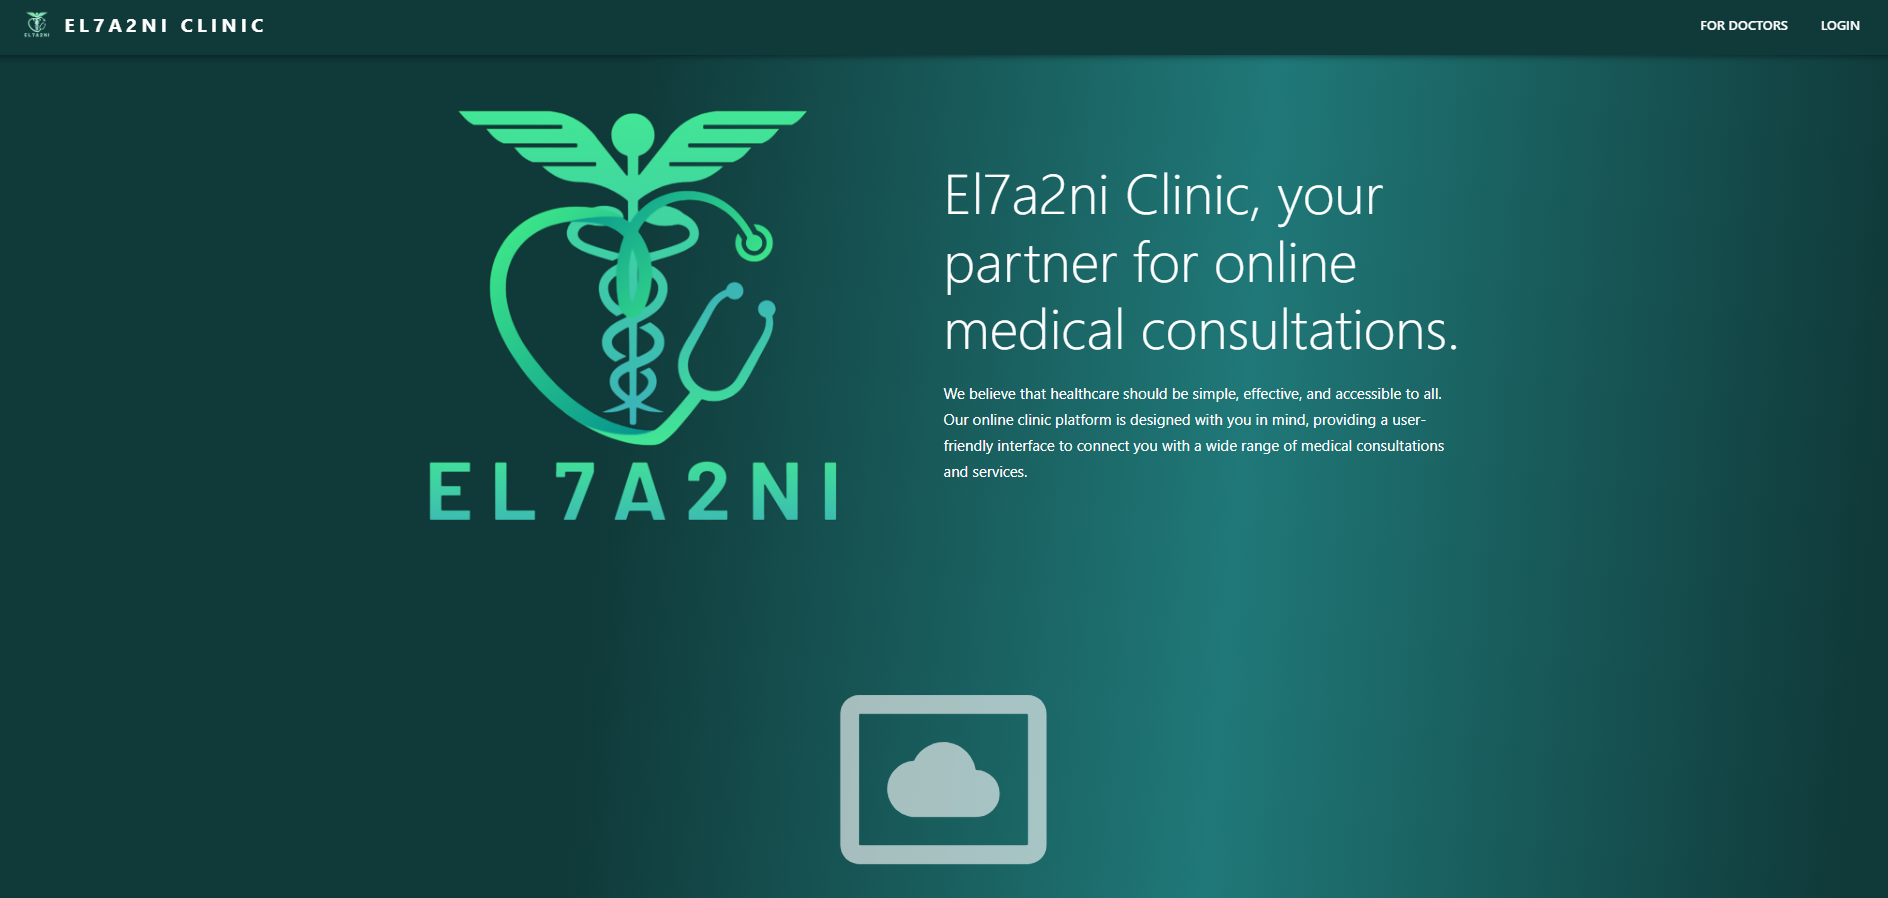 EL7A2NI
EL7A2NI CLINIC
FOR DOCTORS
LOGIN
EL7A2NI
El7a2ni Clinic, your
partner for online
medical consultations.
We believe that healthcare should be simple, effective, and accessible to all.
Our online clinic platform is designed with you in mind, providing a user-
friendly interface to connect you with a wide range of medical consultations
and services.